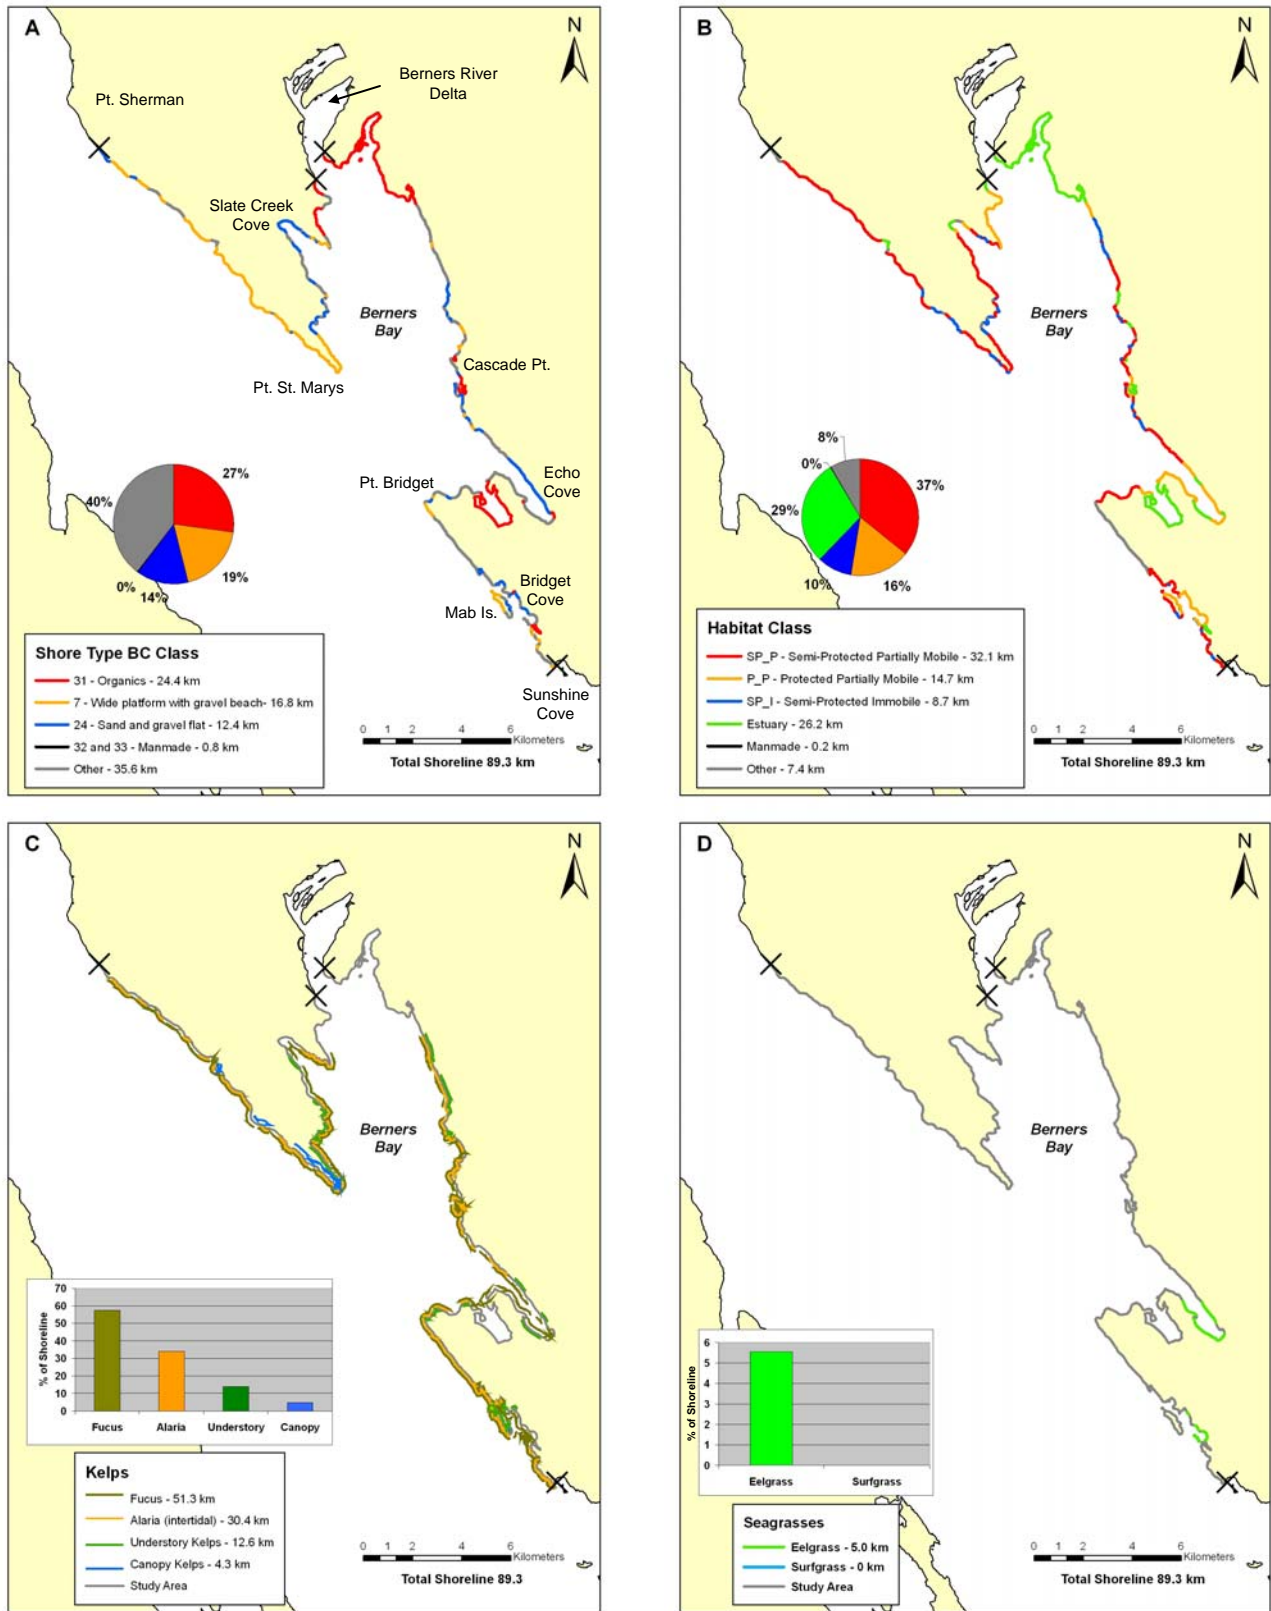 A
N
Berners River
Delta
Pt. Sherman
Slate Creek
Cove
Berners
Bay
Cascade Pt.
Pt. St. Marys
Echo
Cove
Pt. Bridget
27%
40%
19%
0%
14%
Bridget
Cove
Mab Is.
Sunshine
Cove
Shore Type BC Class
31 - Organics - 24.4 km
7 - Wide platform with gravel beach- 16.8 km
24 - Sand and gravel flat - 12.4 km
32 and 33 - Manmade - 0.8 km
Other - 35.6 km
0 1 2 4 6
Kilometers
Total Shoreline 89.3 km
B
N
Berners
Bay
8%
0%
37%
29%
10%
16%
Habitat Class
SP_P - Semi-Protected Partially Mobile - 32.1 km
P_P - Protected Partially Mobile - 14.7 km
SP_I - Semi-Protected Immobile - 8.7 km
Estuary - 26.2 km
Manmade - 0.2 km
Other - 7.4 km
0 1 2 4 6
Kilometers
Total Shoreline 89.3 km
C
N
Berners
Bay
% of Shoreline
70
60
50
40
30
20
10
0
Fucus Alaria Understory Canopy
Kelps
Fucus - 51.3 km
Alaria (intertidal) - 30.4 km
Understory Kelps - 12.6 km
Canopy Kelps - 4.3 km
Study Area
0 1 2 4 6
Kilometers
Total Shoreline 89.3
D
N
Berners
Bay
% of Shoreline
6
5
4
3
2
1
0
Eelgrass Surfgrass
Seagrasses
Eelgrass - 5.0 km
Surfgrass - 0 km
Study Area
0 1 2 4 6
Kilometers
Total Shoreline 89.3 km